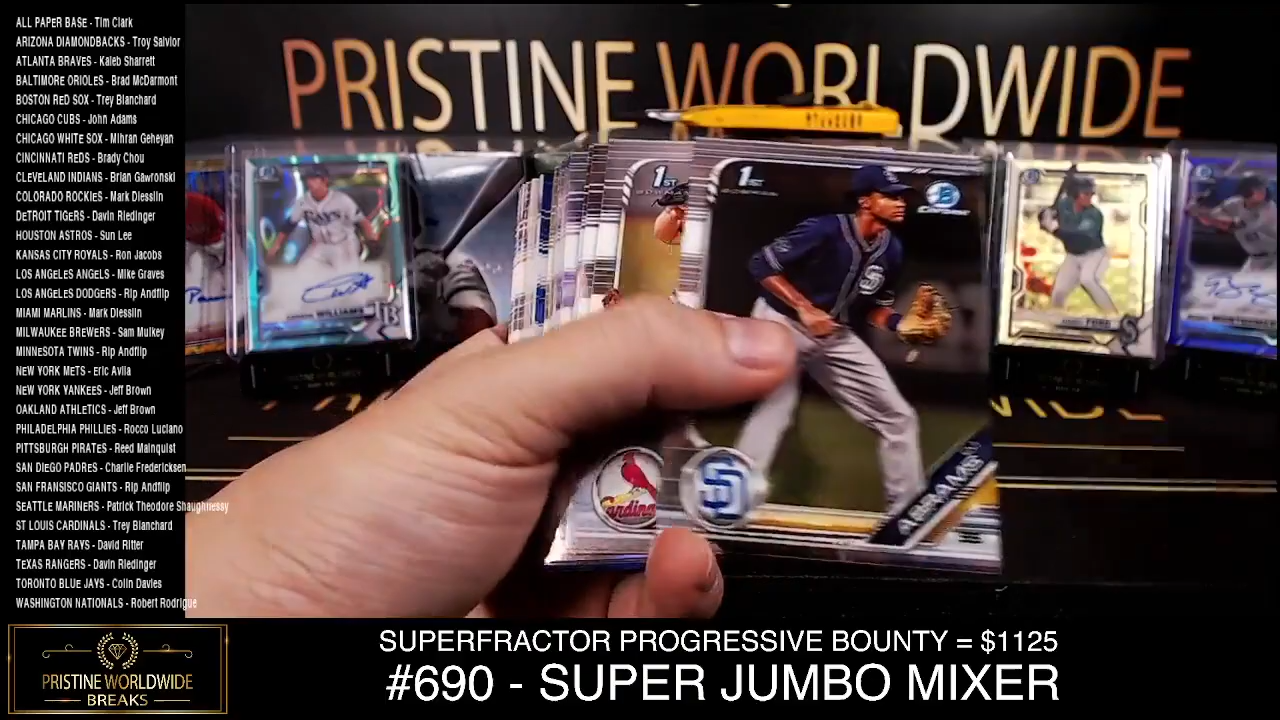 ALL PAPER BASE - Tim Clark
ARIZONA DIAMONDBACKS - Troy Salvior
ATLANTA BRAVES - Kaleb Sharrett
BALTIMORE ORIOLES - Brad McDarmont
BOSTON RED SOX - Trey Blanchard
CHICAGO CUBS - John Adams
CHICAGO WHITE SOX - Mihran Geheyan
CINCINNATI REDS - Brady Chou
CLEVELAND INDIANS - Brian Gawronski
COLORADO ROCKIES - Mark Diesslin
DETROIT TIGERS - Davin Riedinger
HOUSTON ASTROS - Sun Lee
KANSAS CITY ROYALS - Ron Jacobs
LOS ANGELES ANGELS - Mike Graves
LOS ANGELES DODGERS - Rip Andflip
MIAMI MARLINS - Mark Diesslin
MILWAUKEE BREWERS - Sam Mulkey
MINNESOTA TWINS - Rip Andflip
NEW YORK METS - Eric Avila
NEW YORK YANKEES - Jeff Brown
OAKLAND ATHLETICS - Jeff Brown
PHILADELPHIA PHILLIES - Rocco Luciano
PITTSBURGH PIRATES - Reed Mainquist
SAN DIEGO PADRES - Charlie Fredericksen
SAN FRANSISCO GIANTS - Rip Andflip
SEATTLE MARINERS - Patrick Theodore Shaughnessy
ST LOUIS CARDINALS - Trey Blanchard
TAMPA BAY RAYS - David Ritter
TEXAS RANGERS - Davin Riedinger
TORONTO BLUE JAYS - Colin Davies
WASHINGTON NATIONALS - Robert Rodrigue
PRISTINE WORLDWIDE
RAYS
WILLIAMS
1ST
1ST
CHROME
SD
ABRAMS
Cardinals
SD
FORD
PRISTINE WORLDWIDE
BREAKS
SUPERFRACTOR PROGRESSIVE BOUNTY = $1125
#690 - SUPER JUMBO MIXER